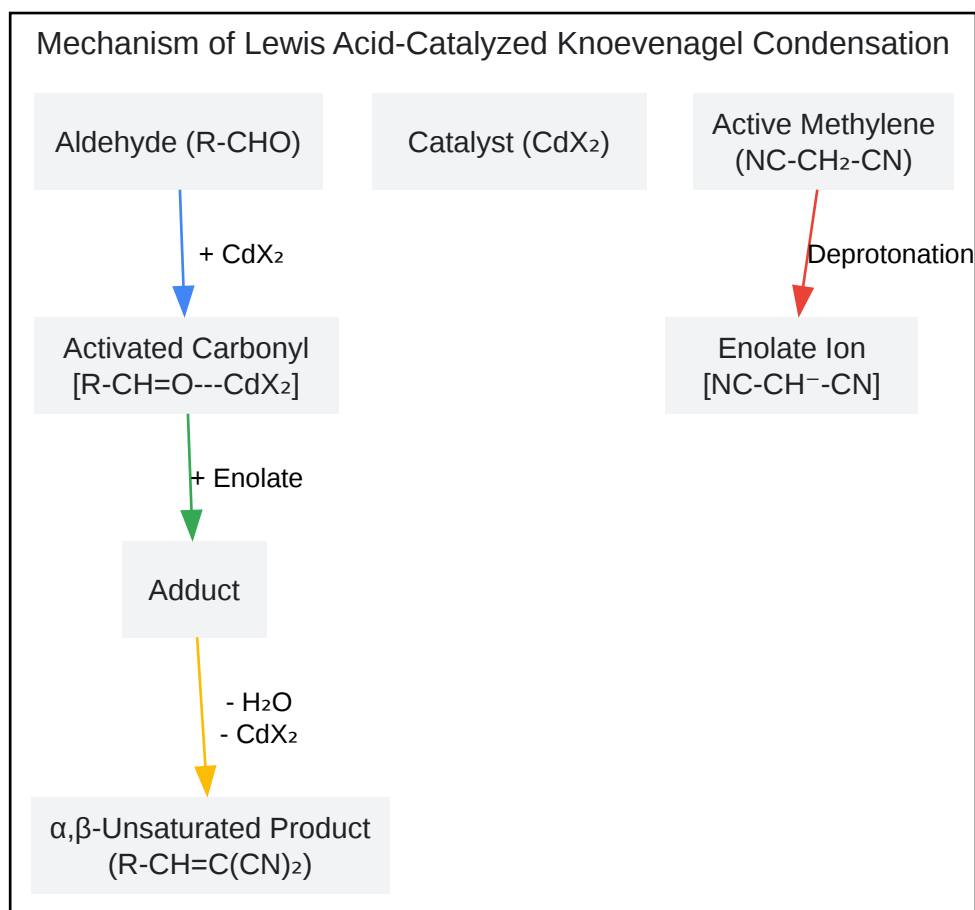 Mechanism of Lewis Acid-Catalyzed Knoevenagel Condensation
Aldehyde (R-CHO)
Catalyst (CdX₂)
Active Methylene
(NC-CH₂-CN)
+ CdX₂
Deprotonation
Activated Carbonyl
[R-CH=O---CdX₂]
Enolate Ion
[NC-CH⁻-CN]
+ Enolate
Adduct
- H₂O
- CdX₂
α,β-Unsaturated Product
(R-CH=C(CN)₂)